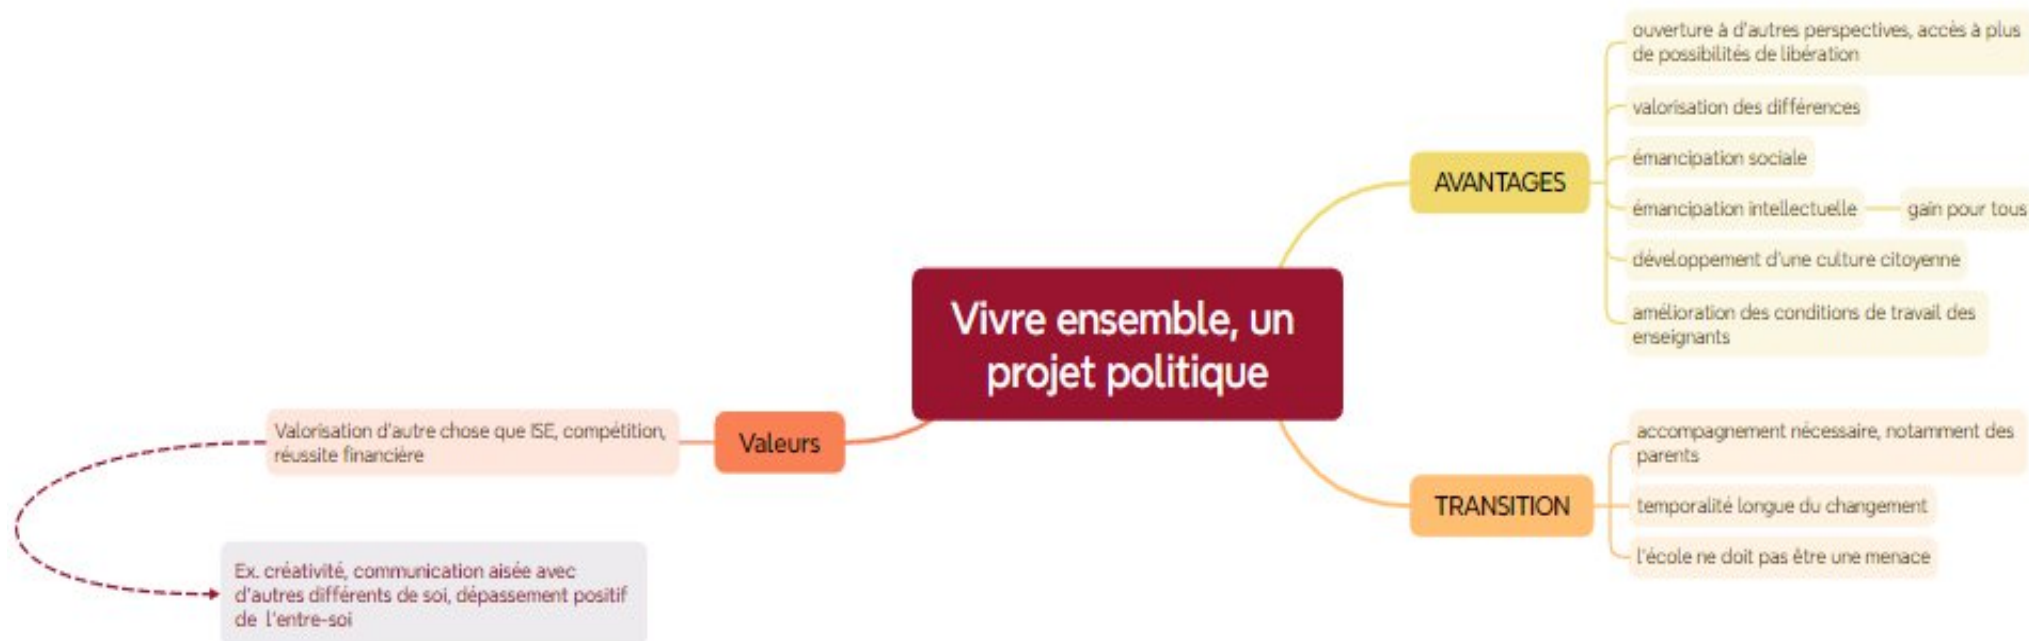 Vivre ensemble, un
projet politique
AVANTAGES
ouverture à d'autres perspectives, accès à plus
de possibilités de libération
valorisation des différences
émancipation sociale
émancipation intellectuelle
gain pour tous
développement d'une culture citoyenne
amélioration des conditions de travail des
enseignants
TRANSITION
accompagnement nécessaire, notamment des
parents
temporalité longue du changement
l'école ne doit pas être une menace
Valeurs
Valorisation d'autre chose que ISE, compétition,
réussite financière
Ex. créativité, communication aisée avec
d'autres différents de soi, dépassement positif
de l'entre-soi